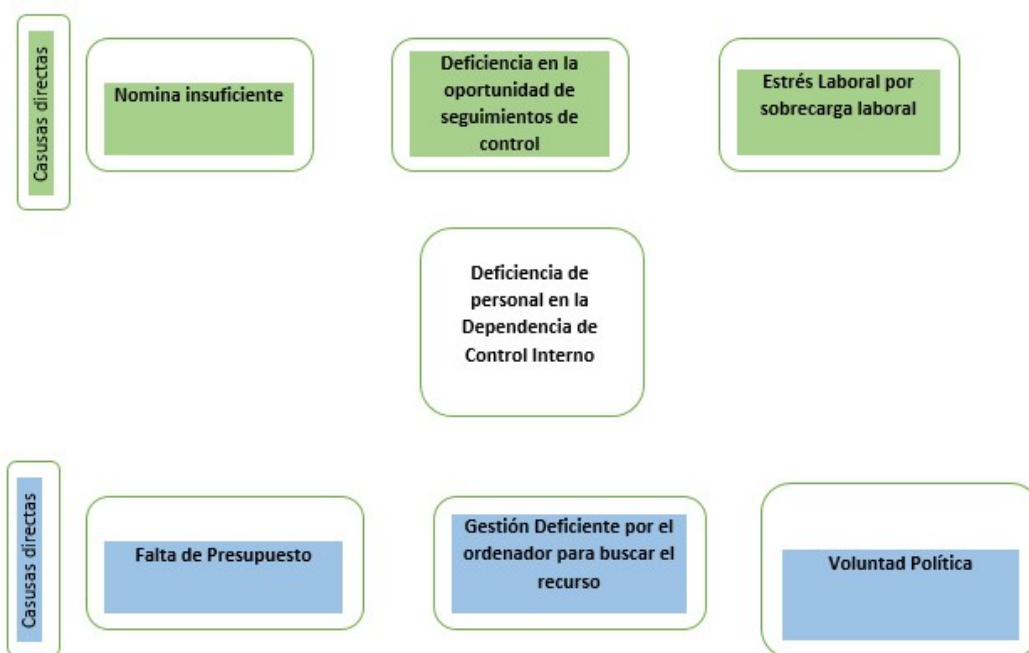 Casusas directas
Nomina insuficiente
Deficiencia en la
oportunidad de
seguimientos de
control
Estrés Laboral por
sobrecarga laboral
Deficiencia de
personal en la
Dependencia de
Control Interno
Casusas directas
Falta de Presupuesto
Gestión Deficiente por el
ordenador para buscar el
recurso
Voluntad Política